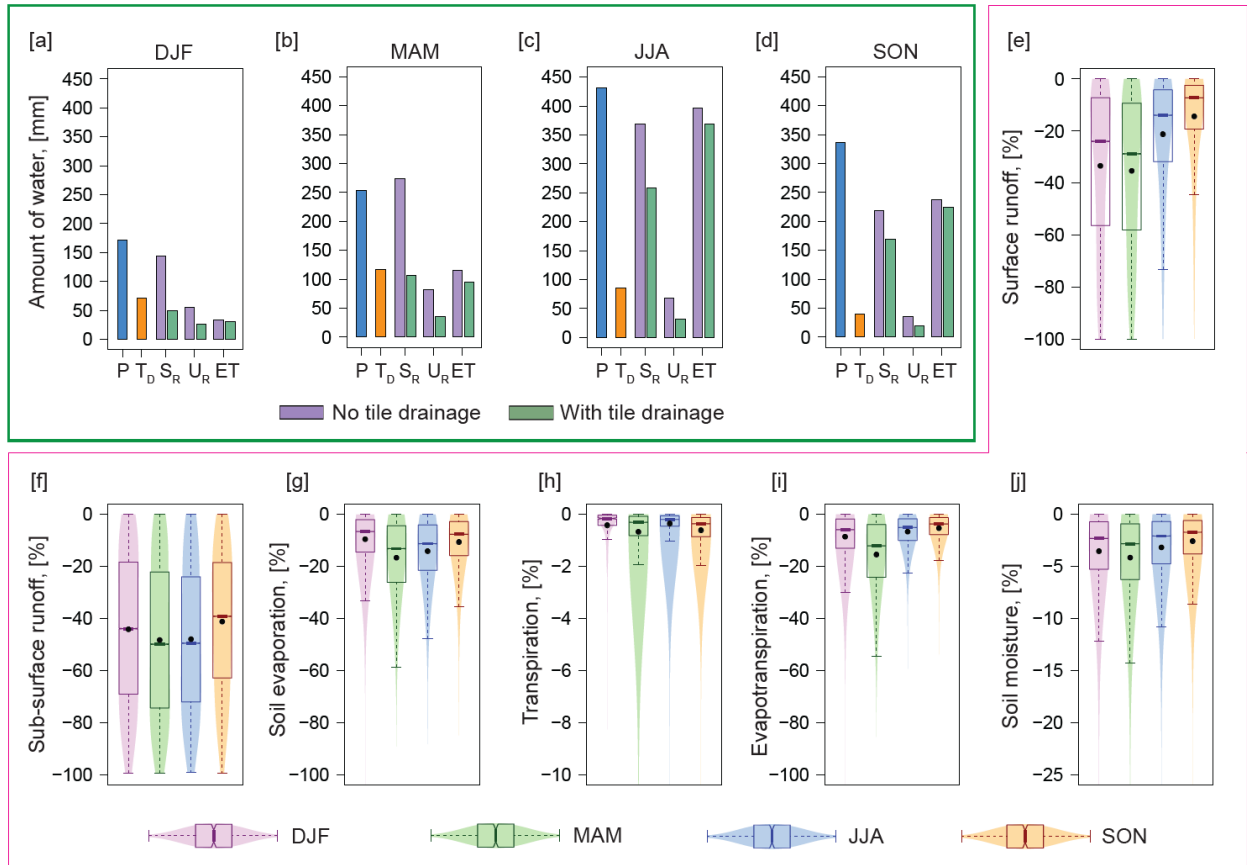 [a] [b] [c] [d] [e]
DJF MAM JJA SON
Amount of water, [mm]
450 400 350 300 250 200 150 100 50 0
P T_D S_R U_R ET
450 400 350 300 250 200 150 100 50 0
P T_D S_R U_R ET
450 400 350 300 250 200 150 100 50 0
P T_D S_R U_R ET
450 400 350 300 250 200 150 100 50 0
P T_D S_R U_R ET
No tile drainage With tile drainage
Surface runoff, [%]
0 −20 −40 −60 −80 −100
[f] [g] [h] [i] [j]
Sub-surface runoff, [%]
0 −20 −40 −60 −80 −100
Soil evaporation, [%]
0 −20 −40 −60 −80 −100
Transpiration, [%]
0 −2 −4 −6 −8 −10
Evapotranspiration, [%]
0 −20 −40 −60 −80 −100
Soil moisture, [%]
0 −5 −10 −15 −20 −25
DJF MAM JJA SON